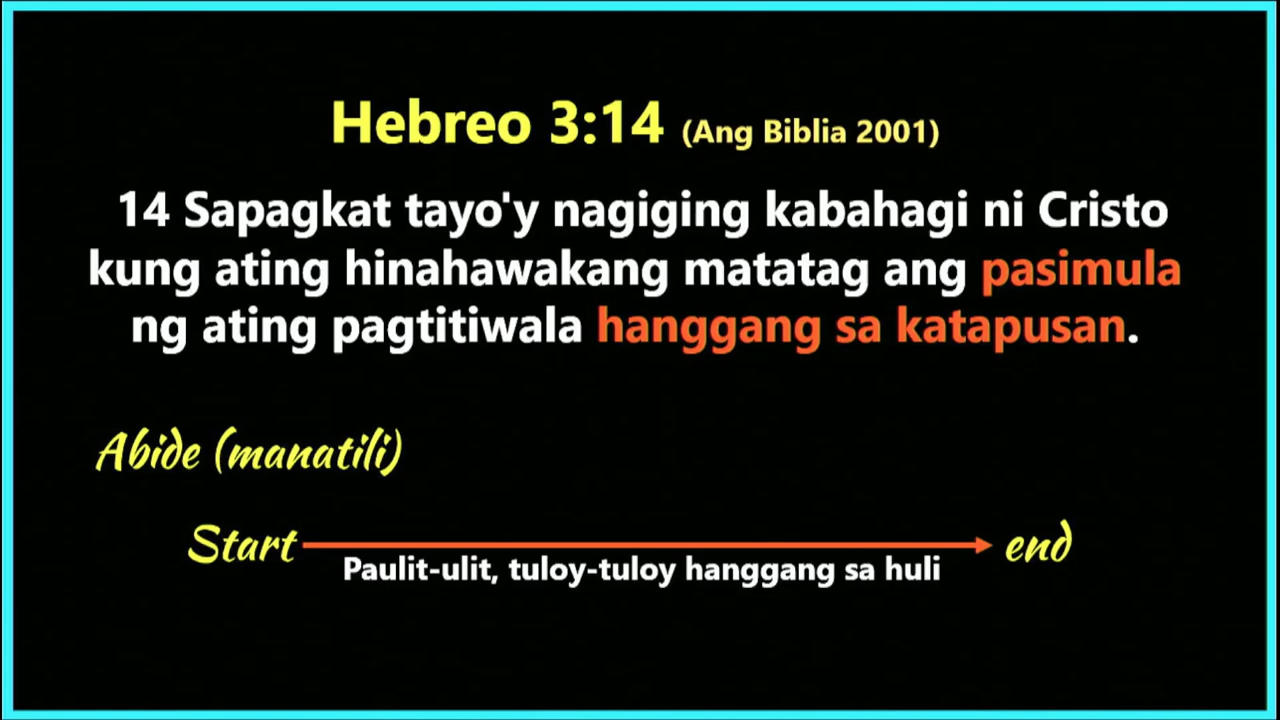 Hebreo 3:14 (Ang Biblia 2001)
14 Sapagkat tayo'y nagiging kabahagi ni Cristo
kung ating hinahawakang matatag ang pasimula
ng ating pagtitiwala hanggang sa katapusan.
Abide (manatili)
Start end
Paulit-ulit, tuloy-tuloy hanggang sa huli